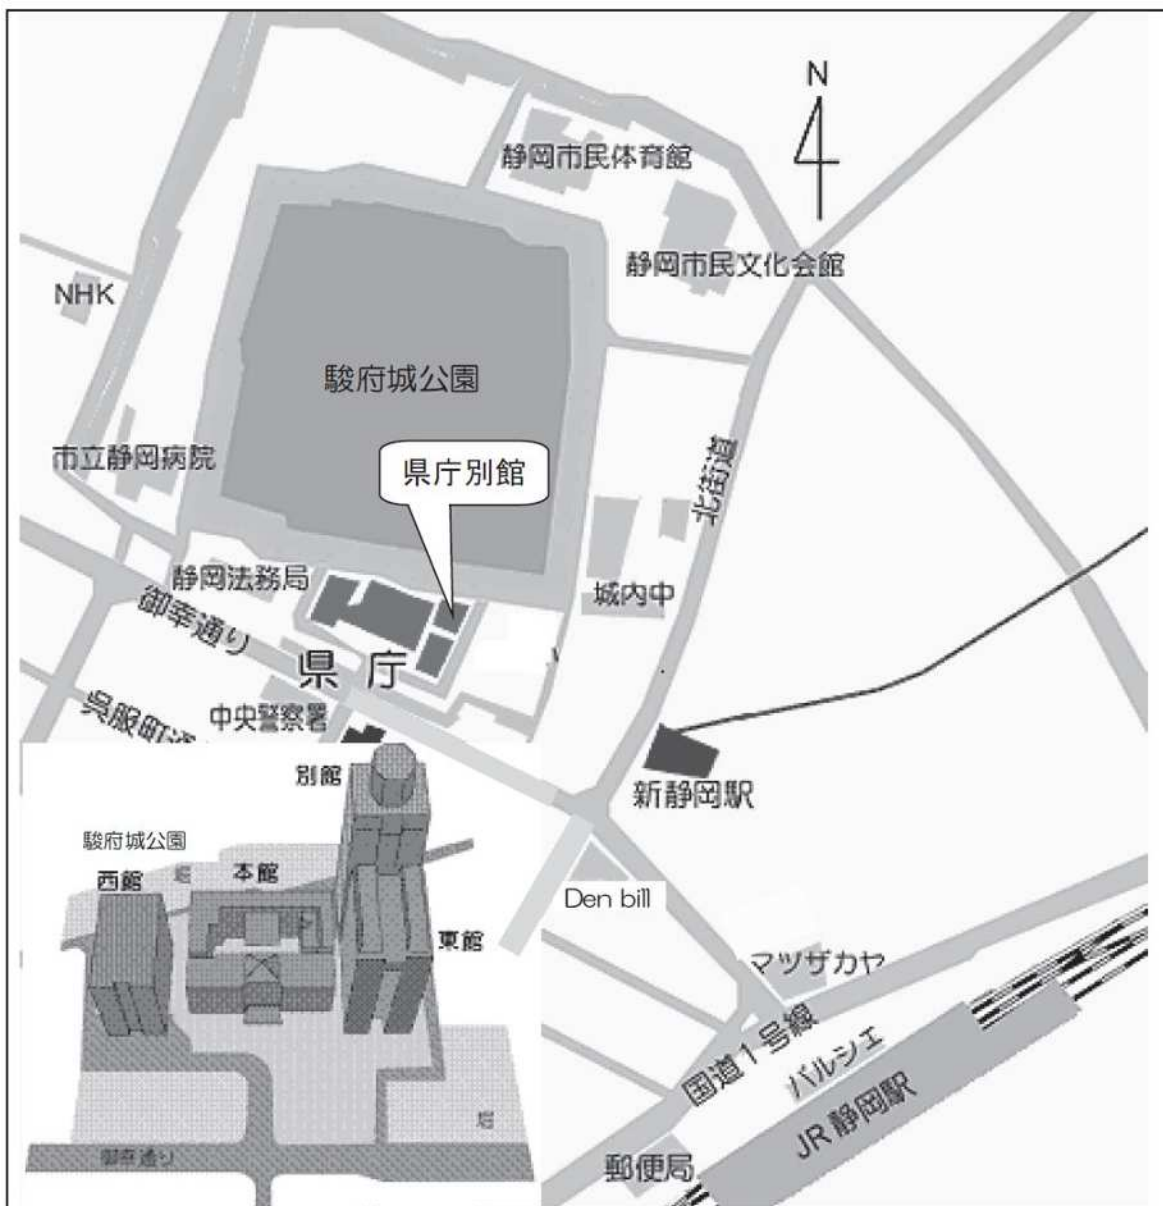 N
静岡市民体育館
静岡市民文化会館
NHK
駿府城公園
市立静岡病院
県庁別館
北街道
静岡法務局
城内中
御幸通り
県庁
呉服町通
中央警察署
新静岡駅
別館
駿府城公園
堀
本館
西館
東館
Den bill
マツザカヤ
国道1号線
パルシェ
JR静岡駅
堀
御幸通り
郵便局